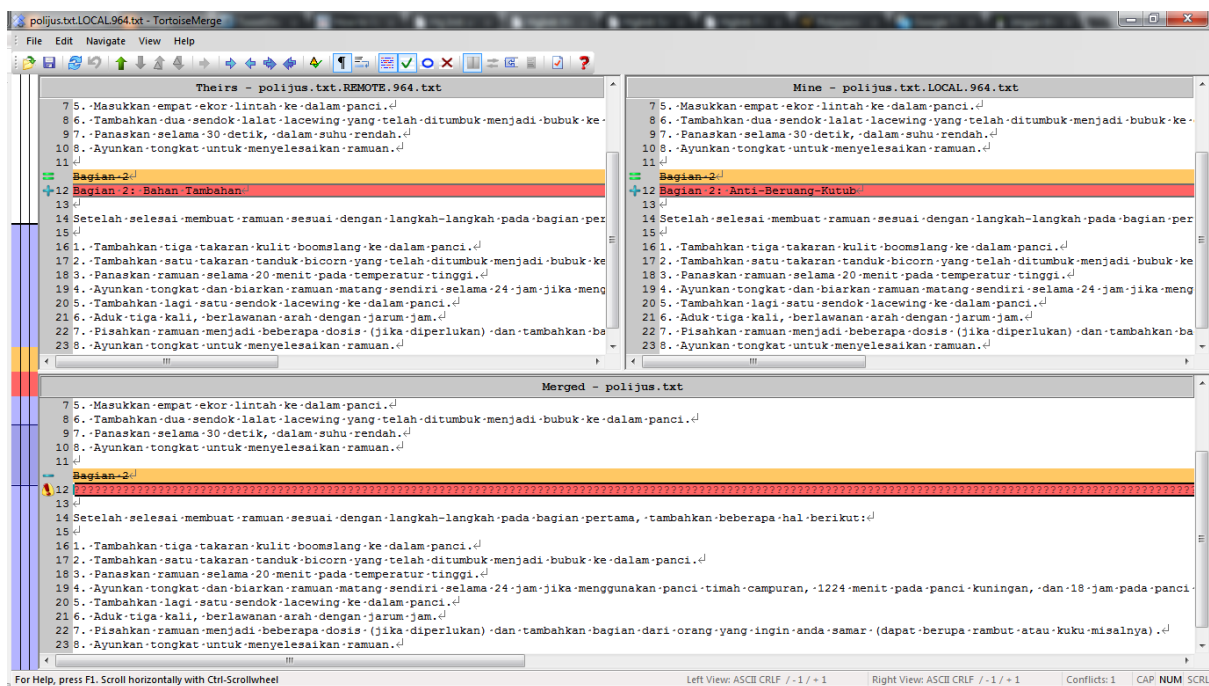 polijus.txt.LOCAL.964.txt - TortoiseMerge
File Edit Navigate View Help
Theirs - polijus.txt.REMOTE.964.txt
7 5.·Masukkan·empat·ekor·lintah·ke·dalam·panci.↵
8 6.·Tambahkan·dua·sendok·lalat·lacewing·yang·telah·ditumbuk·menjadi·bubuk·ke·
9 7.·Panaskan·selama·30·detik,·dalam·suhu·rendah.↵
10 8.·Ayunkan·tongkat·untuk·menyelesaikan·ramuan.↵
11 ↵
Bagian·2↵
12 Bagian·2:·Bahan·Tambahan↵
13 ↵
14 Setelah·selesai·membuat·ramuan·sesuai·dengan·langkah-langkah·pada·bagian·per
15 ↵
16 1.·Tambahkan·tiga·takaran·kulit·boomslang·ke·dalam·panci.↵
17 2.·Tambahkan·satu·takaran·tanduk·bicorn·yang·telah·ditumbuk·menjadi·bubuk·ke
18 3.·Panaskan·ramuan·selama·20·menit·pada·temperatur·tinggi.↵
19 4.·Ayunkan·tongkat·dan·biarkan·ramuan·matang·sendiri·selama·24·jam·jika·meng
20 5.·Tambahkan·lagi·satu·sendok·lacewing·ke·dalam·panci.↵
21 6.·Aduk·tiga·kali,·berlawanan·arah·dengan·jarum·jam.↵
22 7.·Pisahkan·ramuan·menjadi·beberapa·dosis·(jika·diperlukan)·dan·tambahkan·ba
23 8.·Ayunkan·tongkat·untuk·menyelesaikan·ramuan.↵
Mine - polijus.txt.LOCAL.964.txt
7 5.·Masukkan·empat·ekor·lintah·ke·dalam·panci.↵
8 6.·Tambahkan·dua·sendok·lalat·lacewing·yang·telah·ditumbuk·menjadi·bubuk·ke·
9 7.·Panaskan·selama·30·detik,·dalam·suhu·rendah.↵
10 8.·Ayunkan·tongkat·untuk·menyelesaikan·ramuan.↵
11 ↵
Bagian·2↵
12 Bagian·2:·Anti-Beruang-Kutub↵
13 ↵
14 Setelah·selesai·membuat·ramuan·sesuai·dengan·langkah-langkah·pada·bagian·per
15 ↵
16 1.·Tambahkan·tiga·takaran·kulit·boomslang·ke·dalam·panci.↵
17 2.·Tambahkan·satu·takaran·tanduk·bicorn·yang·telah·ditumbuk·menjadi·bubuk·ke
18 3.·Panaskan·ramuan·selama·20·menit·pada·temperatur·tinggi.↵
19 4.·Ayunkan·tongkat·dan·biarkan·ramuan·matang·sendiri·selama·24·jam·jika·meng
20 5.·Tambahkan·lagi·satu·sendok·lacewing·ke·dalam·panci.↵
21 6.·Aduk·tiga·kali,·berlawanan·arah·dengan·jarum·jam.↵
22 7.·Pisahkan·ramuan·menjadi·beberapa·dosis·(jika·diperlukan)·dan·tambahkan·ba
23 8.·Ayunkan·tongkat·untuk·menyelesaikan·ramuan.↵
Merged - polijus.txt
7 5.·Masukkan·empat·ekor·lintah·ke·dalam·panci.↵
8 6.·Tambahkan·dua·sendok·lalat·lacewing·yang·telah·ditumbuk·menjadi·bubuk·ke·dalam·panci.↵
9 7.·Panaskan·selama·30·detik,·dalam·suhu·rendah.↵
10 8.·Ayunkan·tongkat·untuk·menyelesaikan·ramuan.↵
11 ↵
Bagian·2↵
12 ????????????????????????????????????????????????????????????????????????????????????????????????????????????????????????????????????????????????????????
13 ↵
14 Setelah·selesai·membuat·ramuan·sesuai·dengan·langkah-langkah·pada·bagian·pertama,·tambahkan·beberapa·hal·berikut:↵
15 ↵
16 1.·Tambahkan·tiga·takaran·kulit·boomslang·ke·dalam·panci.↵
17 2.·Tambahkan·satu·takaran·tanduk·bicorn·yang·telah·ditumbuk·menjadi·bubuk·ke·dalam·panci.↵
18 3.·Panaskan·ramuan·selama·20·menit·pada·temperatur·tinggi.↵
19 4.·Ayunkan·tongkat·dan·biarkan·ramuan·matang·sendiri·selama·24·jam·jika·menggunakan·panci·timah·campuran,·1224·menit·pada·panci·kuningan,·dan·18·jam·pada·panci·
20 5.·Tambahkan·lagi·satu·sendok·lacewing·ke·dalam·panci.↵
21 6.·Aduk·tiga·kali,·berlawanan·arah·dengan·jarum·jam.↵
22 7.·Pisahkan·ramuan·menjadi·beberapa·dosis·(jika·diperlukan)·dan·tambahkan·bagian·dari·orang·yang·ingin·anda·samar·(dapat·berupa·rambut·atau·kuku·misalnya).↵
23 8.·Ayunkan·tongkat·untuk·menyelesaikan·ramuan.↵
For Help, press F1. Scroll horizontally with Ctrl-Scrollwheel Left View: ASCII CRLF / - 1 / + 1 Right View: ASCII CRLF / - 1 / + 1 Conflicts: 1 CAP NUM SCRL